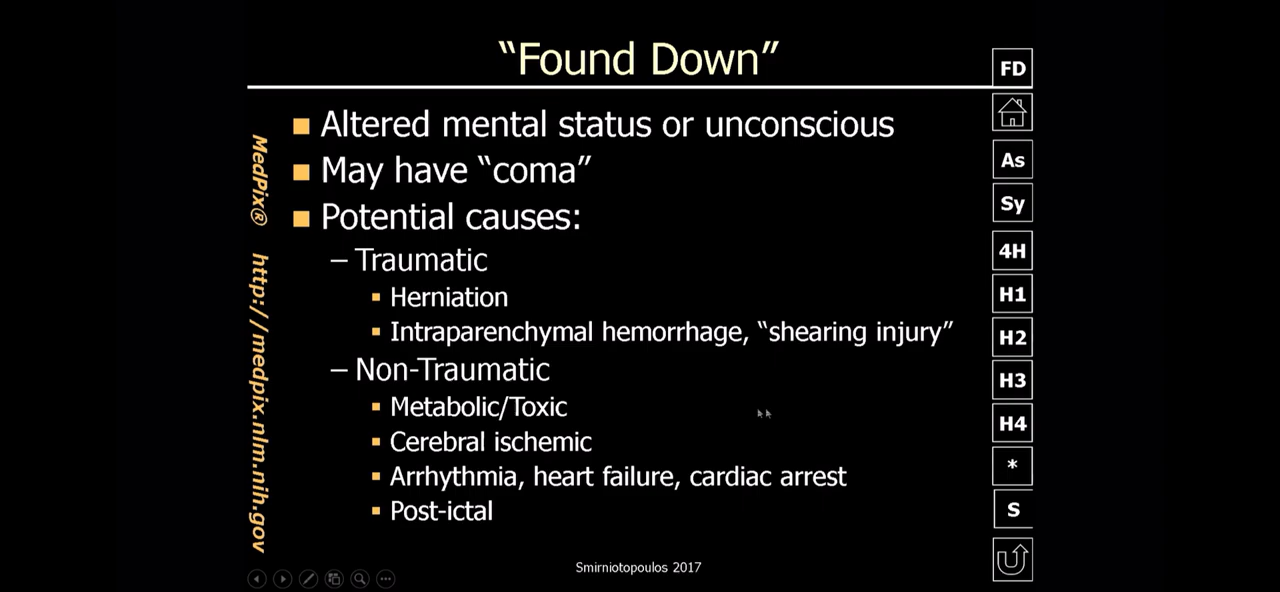 “Found Down”
Altered mental status or unconscious
May have “coma”
Potential causes:
– Traumatic
Herniation
Intraparenchymal hemorrhage, “shearing injury”
– Non-Traumatic
Metabolic/Toxic
Cerebral ischemic
Arrhythmia, heart failure, cardiac arrest
Post-ictal
Smirniotopoulos 2017
MedPix® http://medpix.nlm.nih.gov
FD
As
Sy
4H
H1
H2
H3
H4
*
S